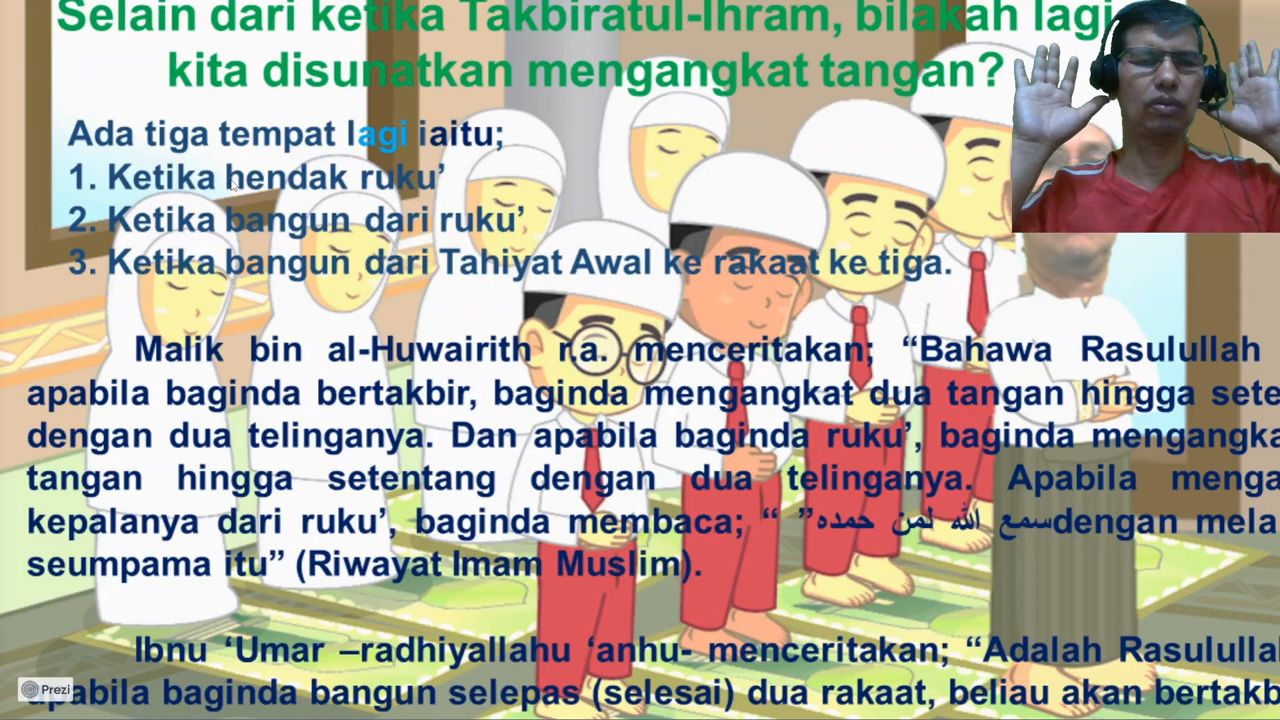 Selain dari ketika Takbiratul-Ihram, bilakah lagi
kita disunatkan mengangkat tangan?
Ada tiga tempat lagi iaitu;
1. Ketika hendak ruku’
2. Ketika bangun dari ruku’
3. Ketika bangun dari Tahiyat Awal ke rakaat ke tiga.
Malik bin al-Huwairith r.a. menceritakan; “Bahawa Rasulullah
apabila baginda bertakbir, baginda mengangkat dua tangan hingga sete
dengan dua telinganya. Dan apabila baginda ruku’, baginda mengangka
tangan hingga setentang dengan dua telinganya. Apabila menga
kepalanya dari ruku’, baginda membaca; “ ”سمع الله لمن حمدهdengan mela
seumpama itu” (Riwayat Imam Muslim).
Ibnu ‘Umar –radhiyallahu ‘anhu- menceritakan; “Adalah Rasululla
apabila baginda bangun selepas (selesai) dua rakaat, beliau akan bertakb
Prezi